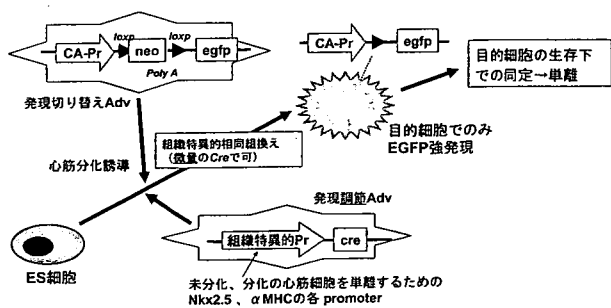 loxp loxp
CA-Pr neo egfp
Poly A
発現切り替えAdv
CA-Pr egfp
目的細胞の生存下
での同定→単離
目的細胞でのみ
EGFP強発現
組織特異的相同組換え
(微量のCreで可)
心筋分化誘導
発現調節Adv
組織特異的Pr cre
ES細胞
未分化、分化の心筋細胞を単離するための
Nkx2.5 、αMHCの各 promoter